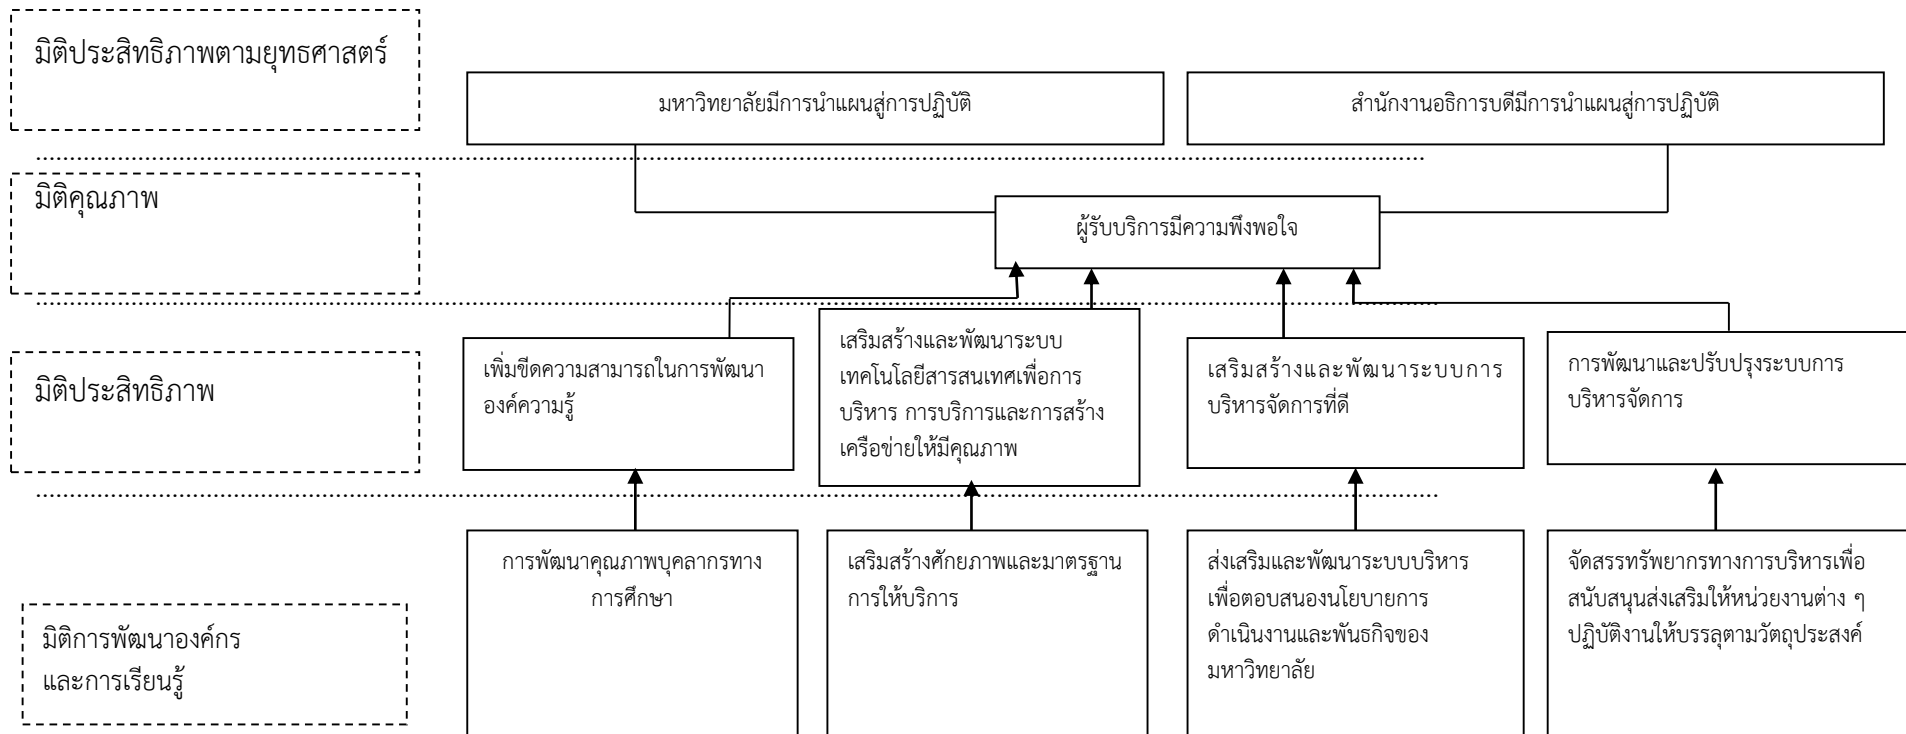 มิติประสิทธิภาพตามยุทธศาสตร์
มหาวิทยาลัยมีการนำแผนสู่การปฏิบัติ
สำนักงานอธิการบดีมีการนำแผนสู่การปฏิบัติ
มิติคุณภาพ
ผู้รับบริการมีความพึงพอใจ
มิติประสิทธิภาพ
เพิ่มขีดความสามารถในการพัฒนา
องค์ความรู้
เสริมสร้างและพัฒนาระบบ
เทคโนโลยีสารสนเทศเพื่อการ
บริหาร การบริการและการสร้าง
เครือข่ายให้มีคุณภาพ
เสริมสร้างและพัฒนาระบบการ
บริหารจัดการที่ดี
การพัฒนาและปรับปรุงระบบการ
บริหารจัดการ
มิติการพัฒนาองค์กร
และการเรียนรู้
การพัฒนาคุณภาพบุคลากรทาง
การศึกษา
เสริมสร้างศักยภาพและมาตรฐาน
การให้บริการ
ส่งเสริมและพัฒนาระบบบริหาร
เพื่อตอบสนองนโยบายการ
ดำเนินงานและพันธกิจของ
มหาวิทยาลัย
จัดสรรทรัพยากรทางการบริหารเพื่อ
สนับสนุนส่งเสริมให้หน่วยงานต่าง ๆ
ปฏิบัติงานให้บรรลุตามวัตถุประสงค์